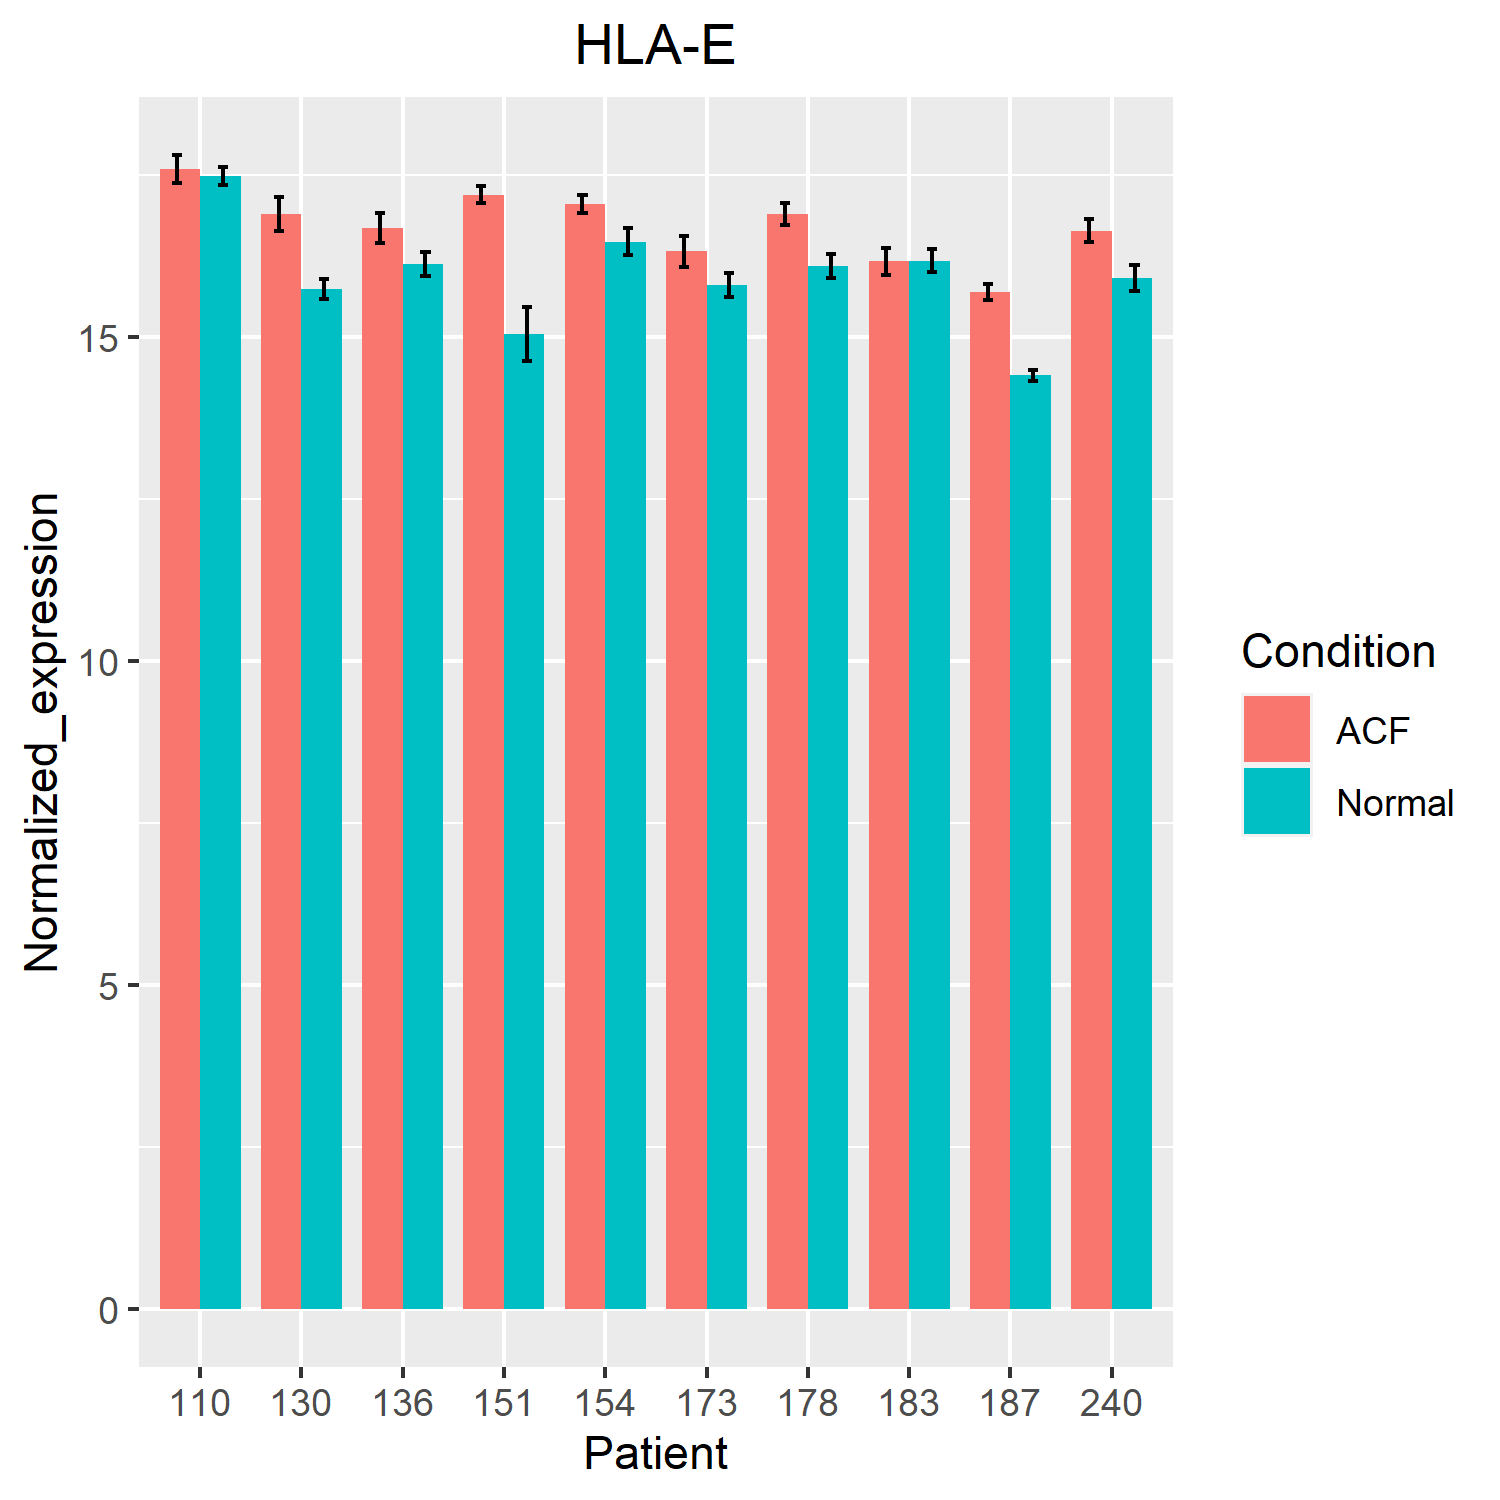 HLA-E
Normalized_expression
15
10
5
0
110 130 136 151 154 173 178 183 187 240
Patient
Condition
ACF
Normal